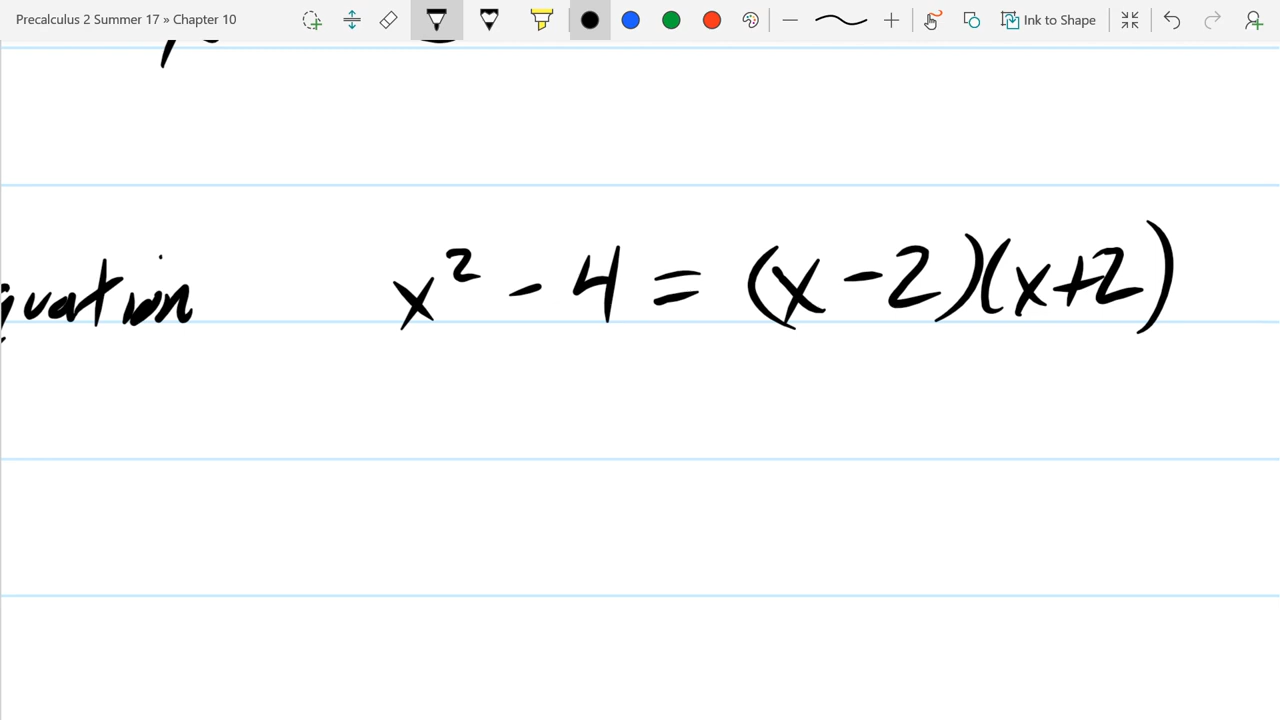 Precalculus 2 Summer 17 » Chapter 10
Ink to Shape
x² - 4 = (x - 2)(x + 2)